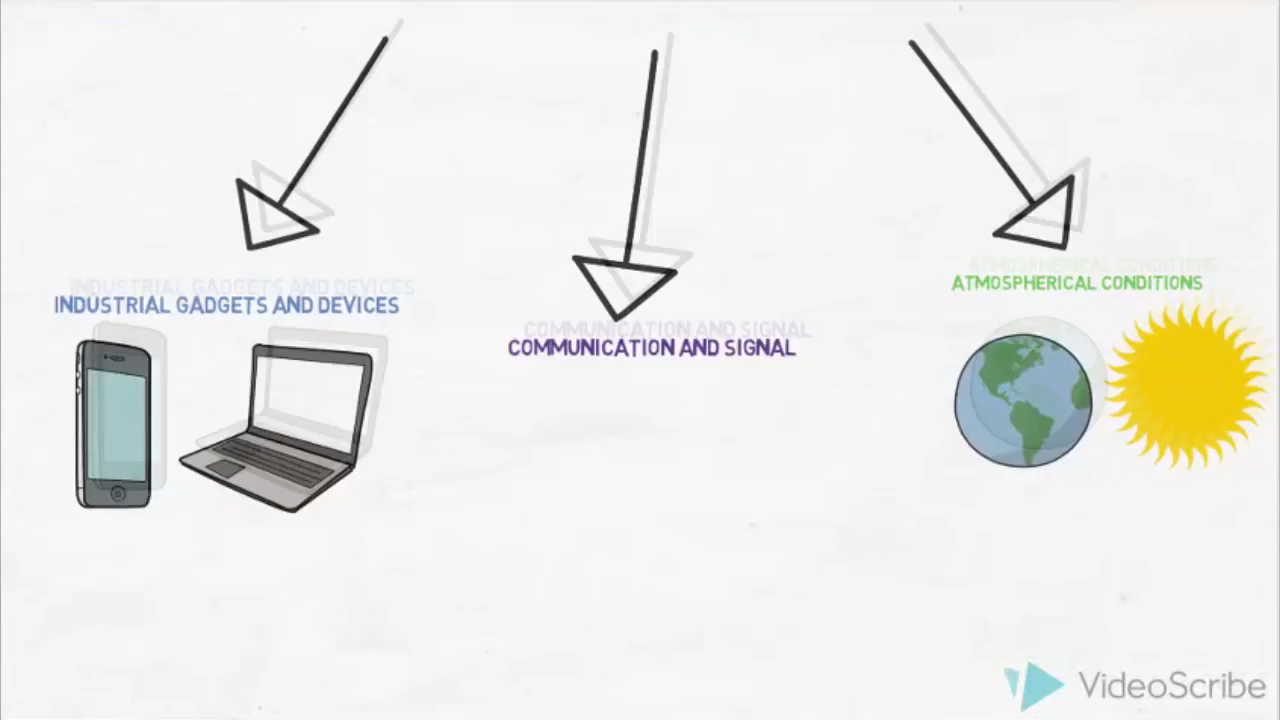 INDUSTRIAL GADGETS AND DEVICES
COMMUNICATION AND SIGNAL
ATMOSPHERICAL CONDITIONS
VideoScribe